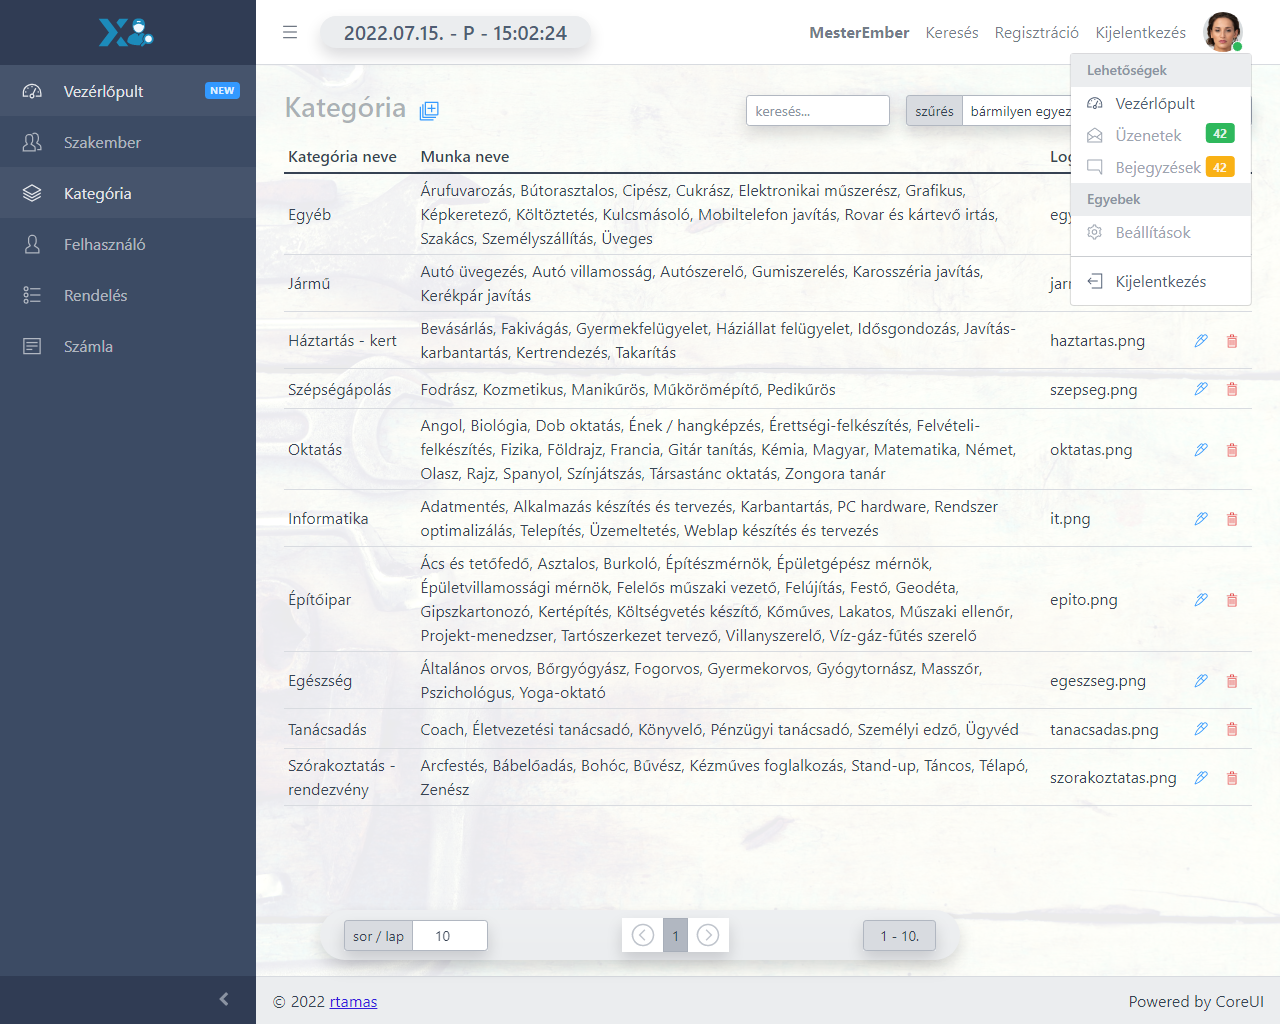 2022.07.15. - P - 15:02:24
MesterEmber
Keresés
Regisztráció
Kijelentkezés
Vezérlőpult
NEW
Szakember
Kategória
Felhasználó
Rendelés
Számla
Lehetőségek
Vezérlőpult
Üzenetek 42
Bejegyzések 42
Egyebek
Beállítások
Kijelentkezés
Kategória
keresés...
szűrés
bármilyen egyez
Kategória neve
Munka neve
Egyéb
Árufuvarozás, Bútorasztalos, Cipész, Cukrász, Elektronikai műszerész, Grafikus,
Képkeretező, Költöztetés, Kulcsmásoló, Mobiltelefon javítás, Rovar és kártevő irtás,
Szakács, Személyszállítás, Üveges
Jármű
Autó üvegezés, Autó villamosság, Autószerelő, Gumiszerelés, Karosszéria javítás,
Kerékpár javítás
Háztartás - kert
Bevásárlás, Fakivágás, Gyermekfelügyelet, Háziállat felügyelet, Idősgondozás, Javítás-
karbantartás, Kertrendezés, Takarítás
haztartas.png
Szépségápolás
Fodrász, Kozmetikus, Manikűrös, Műkörömépítő, Pedikűrös
szepseg.png
Oktatás
Angol, Biológia, Dob oktatás, Ének / hangképzés, Érettségi-felkészítés, Felvételi-
felkészítés, Fizika, Földrajz, Francia, Gitár tanítás, Kémia, Magyar, Matematika, Német,
Olasz, Rajz, Spanyol, Színjátszás, Társastánc oktatás, Zongora tanár
oktatas.png
Informatika
Adatmentés, Alkalmazás készítés és tervezés, Karbantartás, PC hardware, Rendszer
optimalizálás, Telepítés, Üzemeltetés, Weblap készítés és tervezés
it.png
Építőipar
Ács és tetőfedő, Asztalos, Burkoló, Építészmérnök, Épületgépész mérnök,
Épületvillamossági mérnök, Felelős műszaki vezető, Felújítás, Festő, Geodéta,
Gipszkartonozó, Kertépítés, Költségvetés készítő, Kőműves, Lakatos, Műszaki ellenőr,
Projekt-menedzser, Tartószerkezet tervező, Villanyszerelő, Víz-gáz-fűtés szerelő
epito.png
Egészség
Általános orvos, Bőrgyógyász, Fogorvos, Gyermekorvos, Gyógytornász, Masszőr,
Pszichológus, Yoga-oktató
egeszseg.png
Tanácsadás
Coach, Életvezetési tanácsadó, Könyvelő, Pénzügyi tanácsadó, Személyi edző, Ügyvéd
tanacsadas.png
Szórakoztatás -
rendezvény
Arcfestés, Bábelőadás, Bohóc, Bűvész, Kézműves foglalkozás, Stand-up, Táncos, Télapó,
Zenész
szorakoztatas.png
sor / lap
10
1
1 - 10.
© 2022 rtamas
Powered by CoreUI